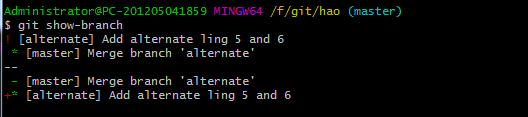 Administrator@PC-201205041859 MINGW64 /f/git/hao (master)
$ git show-branch
! [alternate] Add alternate ling 5 and 6
 * [master] Merge branch 'alternate'
--
 - [master] Merge branch 'alternate'
+* [alternate] Add alternate ling 5 and 6